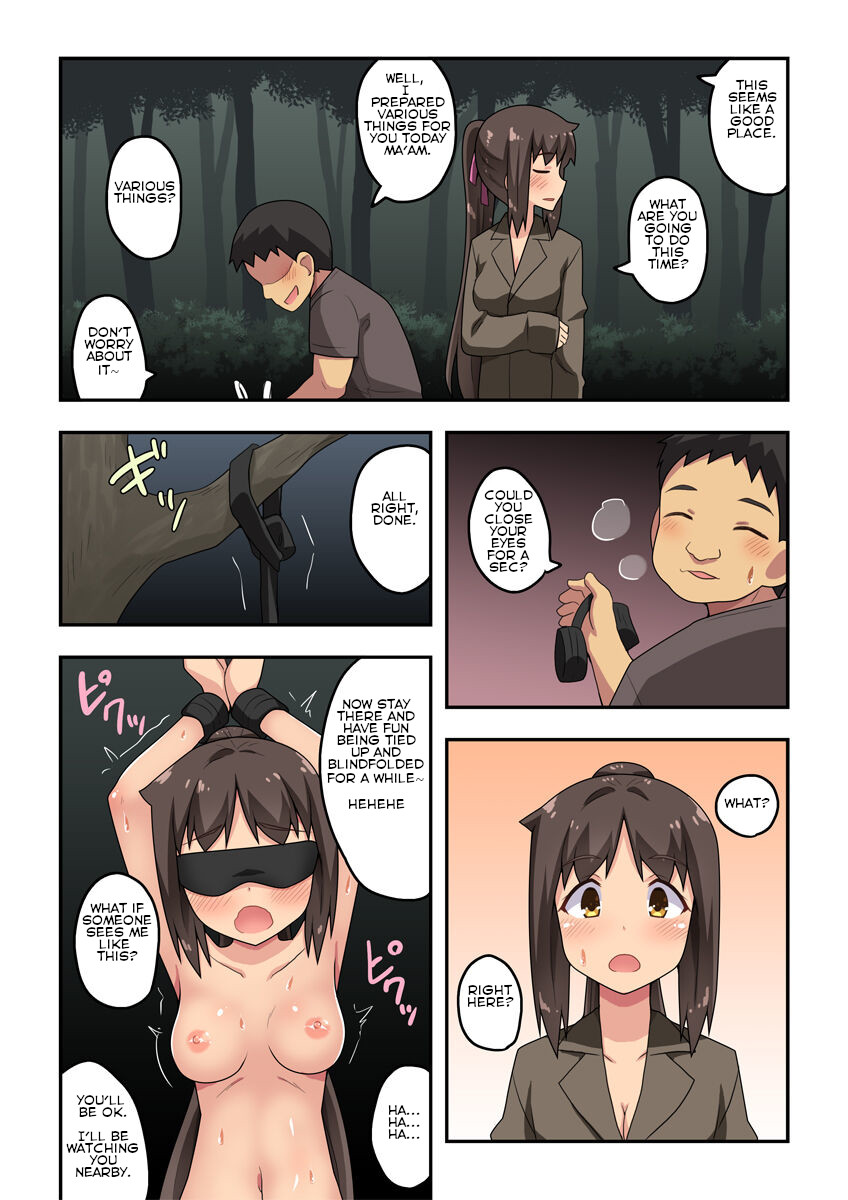 THIS
SEEMS
LIKE A
GOOD
PLACE.
WHAT
ARE YOU
GOING
TO DO
THIS
TIME?
WELL,
I
PREPARED
VARIOUS
THINGS FOR
YOU TODAY
MA'AM.
VARIOUS
THINGS?
DON'T
WORRY
ABOUT
IT~
ALL
RIGHT,
DONE.
ギシ
COULD
YOU
CLOSE
YOUR
EYES
FOR A
SEC?
WHAT?
RIGHT
HERE?
NOW STAY
THERE AND
HAVE FUN
BEING TIED
UP AND
BLINDFOLDED
FOR A WHILE~
HEHEHE
ピクッ
WHAT IF
SOMEONE
SEES ME
LIKE
THIS?
ピクッ
YOU'LL
BE OK.
I'LL BE
WATCHING
YOU
NEARBY.
HA...
HA...
HA...